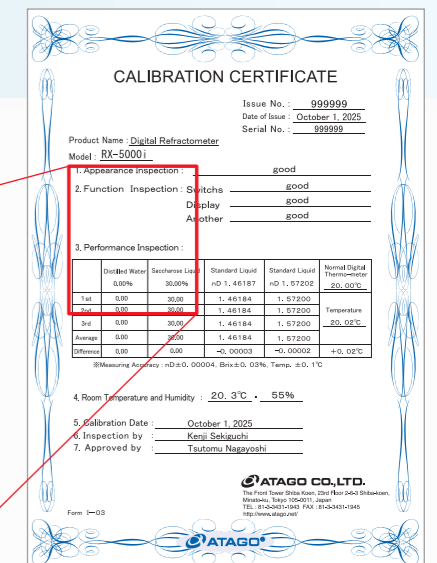 CALIBRATION CERTIFICATE
Issue No. : 999999
Date of Issue : October 1, 2025
Serial No. : 999999
Product Name : Digital Refractometer
Model : RX-5000i
1. Appearance Inspection : good
2. Function Inspection : Switchs good
Display good
Another good
3. Performance Inspection :
Distilled Water Saccharose Liquid Standard Liquid Standard Liquid Normal Digital Thermo-meter
0.00% 30.00% nD 1.46187 nD 1.57202 20.00℃
1st 0.00 30.00 1.46184 1.57200
2nd 0.00 30.00 1.46184 1.57200 Temperature
3rd 0.00 30.00 1.46184 1.57200 20.02℃
Average 0.00 30.00 1.46184 1.57200
Difference 0.00 0.00 -0.00003 -0.00002 +0.02℃
※Measuring Accuracy : nD±0.00004, Brix±0.03%, Temp. ±0.1℃
4. Room Temperature and Humidity : 20.3℃ · 55%
5. Calibration Date : October 1, 2025
6. Inspection by : Kenji Sekiguchi
7. Approved by : Tsutomu Nagayoshi
ATAGO CO.,LTD.
The Front Tower Shiba Koen, 23rd Floor 2-6-3 Shiba-koen,
Minato-ku, Tokyo 105-0011, Japan
TEL : 81-3-3431-1943 FAX : 81-3-3431-1945
http://www.atago.net/
Form I-03
ATAGO®